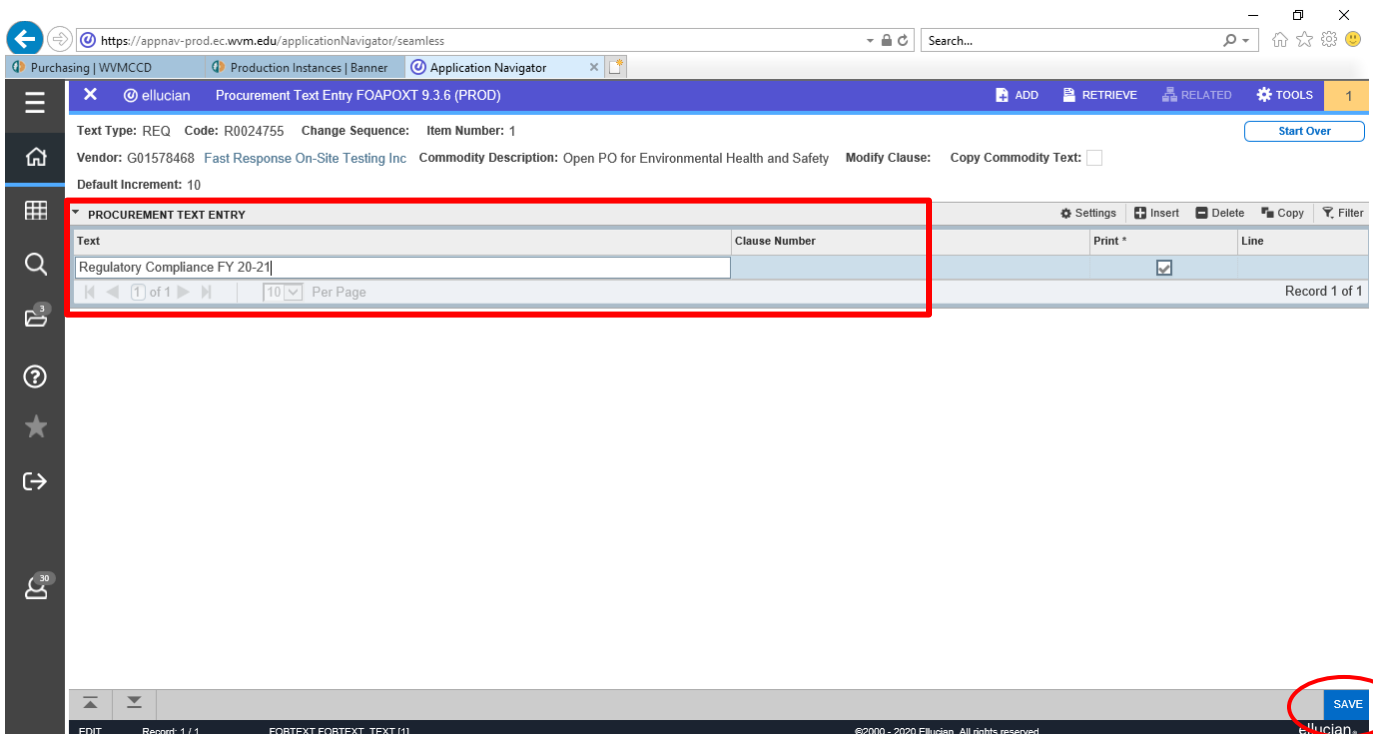 https://appnav-prod.ec.wvm.edu/applicationNavigator/seamless
Search...
Purchasing | WVMCCD
Production Instances | Banner
Application Navigator
ellucian Procurement Text Entry FOAPOXT 9.3.6 (PROD)
ADD RETRIEVE RELATED TOOLS 1
Text Type: REQ Code: R0024755 Change Sequence: Item Number: 1
Start Over
Vendor: G01578468 Fast Response On-Site Testing Inc Commodity Description: Open PO for Environmental Health and Safety Modify Clause: Copy Commodity Text:
Default Increment: 10
PROCUREMENT TEXT ENTRY
Settings Insert Delete Copy Filter
Text Clause Number Print * Line
Regulatory Compliance FY 20-21
1 of 1 10 Per Page Record 1 of 1
3
30
SAVE
EDIT Record: 1 / 1 FOBTEXT.FOBTEXT_TEXT [1] ©2000 - 2020 Ellucian. All rights reserved. ellucian